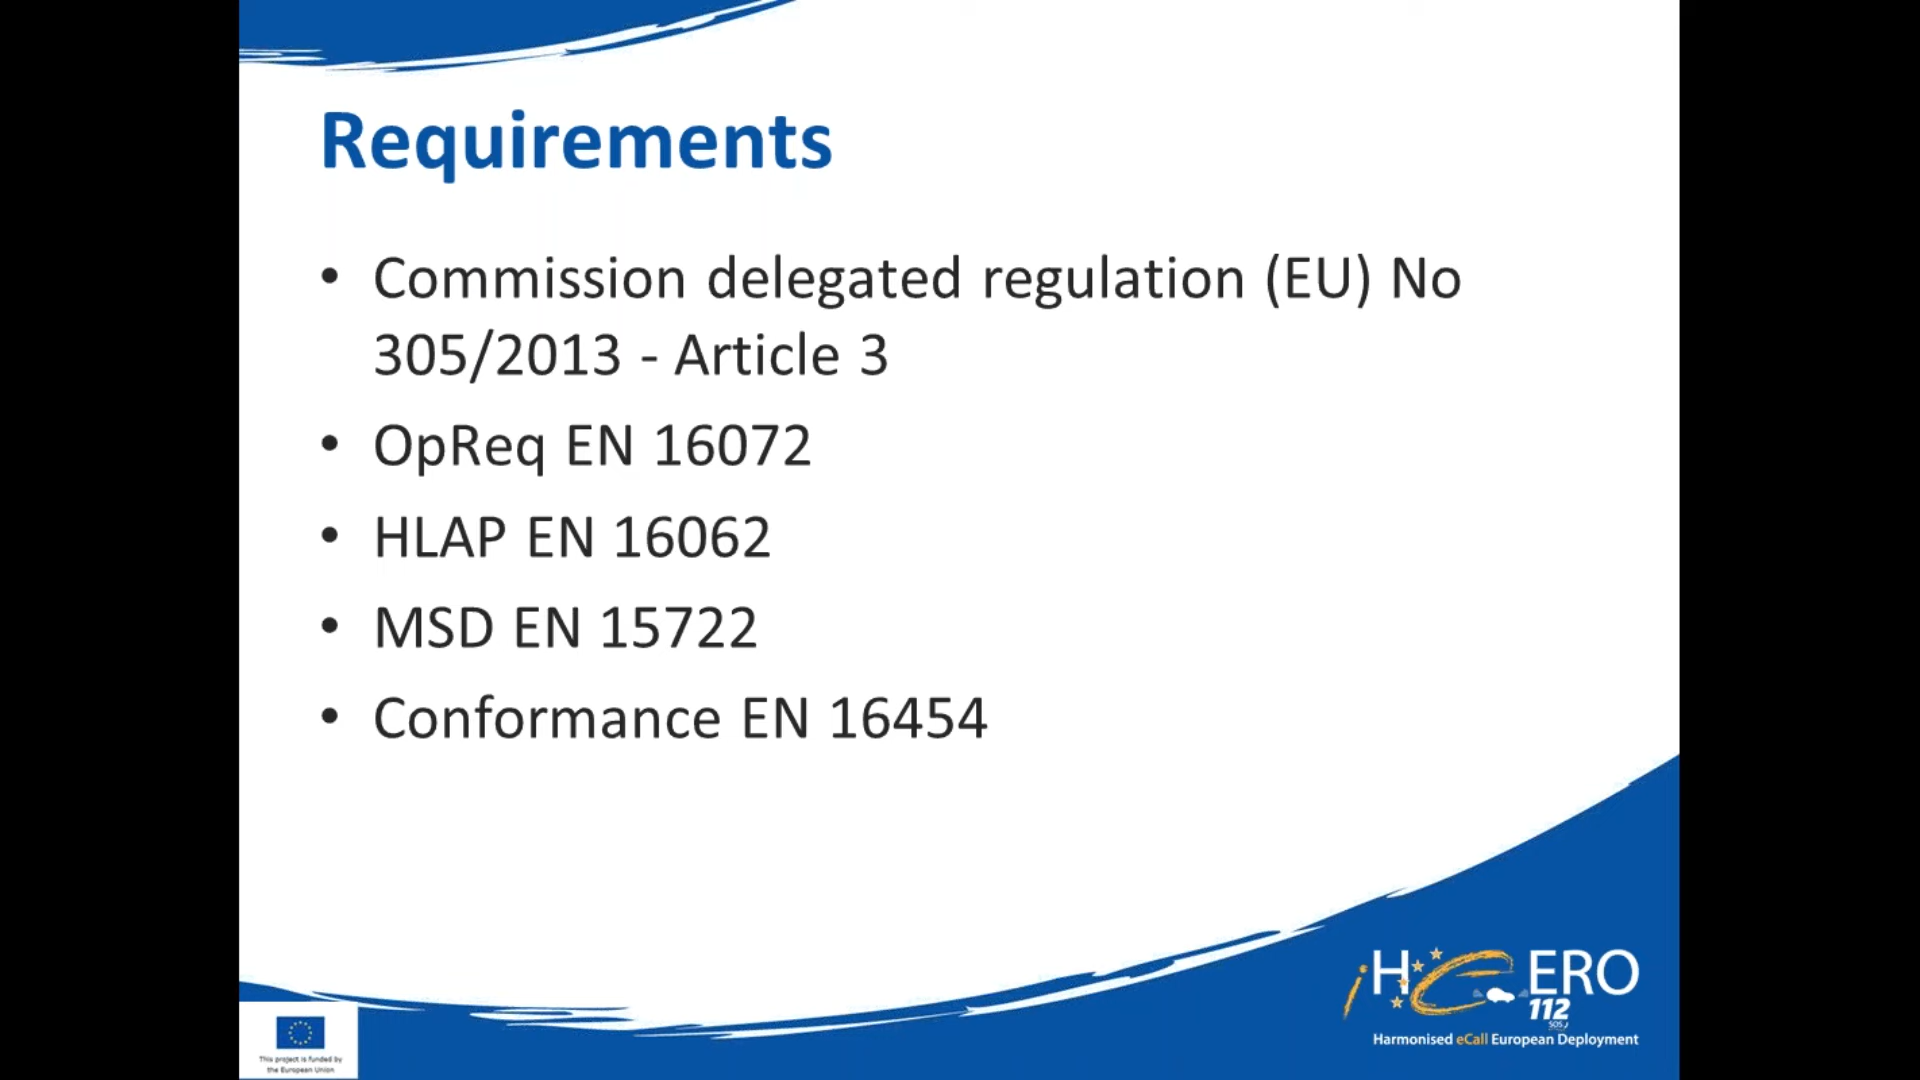 Requirements
• Commission delegated regulation (EU) No
305/2013 - Article 3
• OpReq EN 16072
• HLAP EN 16062
• MSD EN 15722
• Conformance EN 16454
iHeERO
112
SOS
Harmonised eCall European Deployment
This project is funded by
the European Union